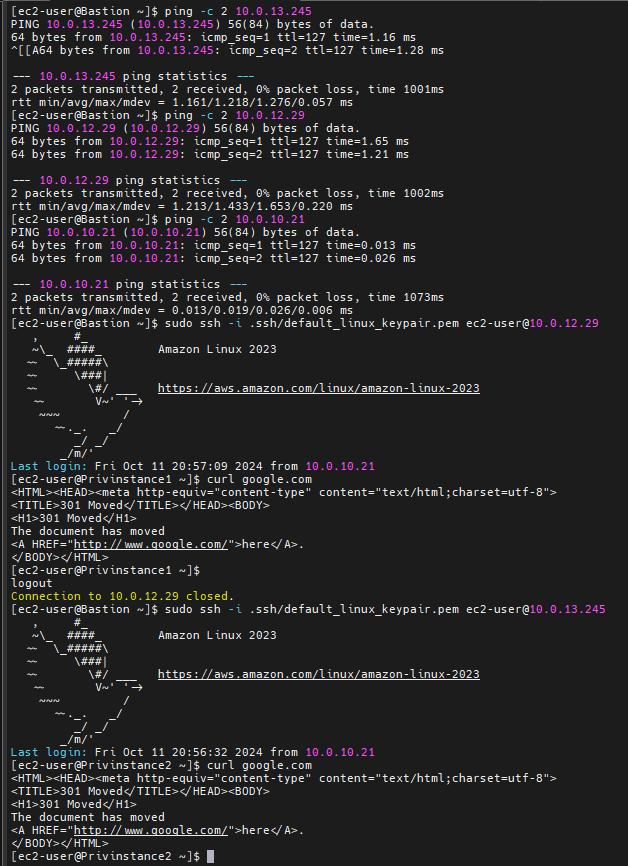 [ec2-user@Bastion ~]$ ping -c 2 10.0.13.245
PING 10.0.13.245 (10.0.13.245) 56(84) bytes of data.
64 bytes from 10.0.13.245: icmp_seq=1 ttl=127 time=1.16 ms
^[[A64 bytes from 10.0.13.245: icmp_seq=2 ttl=127 time=1.28 ms

--- 10.0.13.245 ping statistics ---
2 packets transmitted, 2 received, 0% packet loss, time 1001ms
rtt min/avg/max/mdev = 1.161/1.218/1.276/0.057 ms
[ec2-user@Bastion ~]$ ping -c 2 10.0.12.29
PING 10.0.12.29 (10.0.12.29) 56(84) bytes of data.
64 bytes from 10.0.12.29: icmp_seq=1 ttl=127 time=1.65 ms
64 bytes from 10.0.12.29: icmp_seq=2 ttl=127 time=1.21 ms

--- 10.0.12.29 ping statistics ---
2 packets transmitted, 2 received, 0% packet loss, time 1002ms
rtt min/avg/max/mdev = 1.213/1.433/1.653/0.220 ms
[ec2-user@Bastion ~]$ ping -c 2 10.0.10.21
PING 10.0.10.21 (10.0.10.21) 56(84) bytes of data.
64 bytes from 10.0.10.21: icmp_seq=1 ttl=127 time=0.013 ms
64 bytes from 10.0.10.21: icmp_seq=2 ttl=127 time=0.026 ms

--- 10.0.10.21 ping statistics ---
2 packets transmitted, 2 received, 0% packet loss, time 1073ms
rtt min/avg/max/mdev = 0.013/0.019/0.026/0.006 ms
[ec2-user@Bastion ~]$ sudo ssh -i .ssh/default_linux_keypair.pem ec2-user@10.0.12.29
   ,     #_
   ~\_  ####_        Amazon Linux 2023
  ~~  \_#####\
  ~~     \###|
  ~~       \#/ ___   https://aws.amazon.com/linux/amazon-linux-2023
   ~~       V~' '->
    ~~~         /
      ~~._.   _/
         _/ _/
       _/m/'
Last login: Fri Oct 11 20:57:09 2024 from 10.0.10.21
[ec2-user@Privinstance1 ~]$ curl google.com
<HTML><HEAD><meta http-equiv="content-type" content="text/html;charset=utf-8">
<TITLE>301 Moved</TITLE></HEAD><BODY>
<H1>301 Moved</H1>
The document has moved
<A HREF="http://www.google.com/">here</A>.
</BODY></HTML>
[ec2-user@Privinstance1 ~]$
logout
Connection to 10.0.12.29 closed.
[ec2-user@Bastion ~]$ sudo ssh -i .ssh/default_linux_keypair.pem ec2-user@10.0.13.245
   ,     #_
   ~\_  ####_        Amazon Linux 2023
  ~~  \_#####\
  ~~     \###|
  ~~       \#/ ___   https://aws.amazon.com/linux/amazon-linux-2023
   ~~       V~' '->
    ~~~         /
      ~~._.   _/
         _/ _/
       _/m/'
Last login: Fri Oct 11 20:56:32 2024 from 10.0.10.21
[ec2-user@Privinstance2 ~]$ curl google.com
<HTML><HEAD><meta http-equiv="content-type" content="text/html;charset=utf-8">
<TITLE>301 Moved</TITLE></HEAD><BODY>
<H1>301 Moved</H1>
The document has moved
<A HREF="http://www.google.com/">here</A>.
</BODY></HTML>
[ec2-user@Privinstance2 ~]$